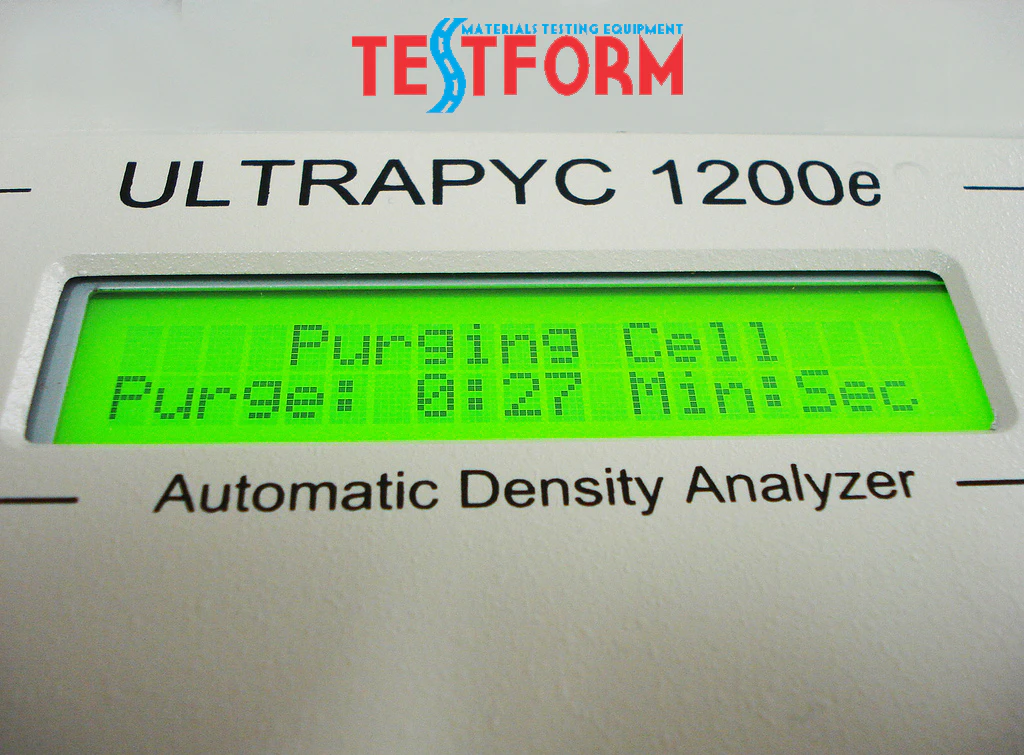 MATERIALS TESTING EQUIPMENT
TESTFORM
ULTRAPYC 1200e
Purging Cell
Purge: 0:27 Min:Sec
Automatic Density Analyzer